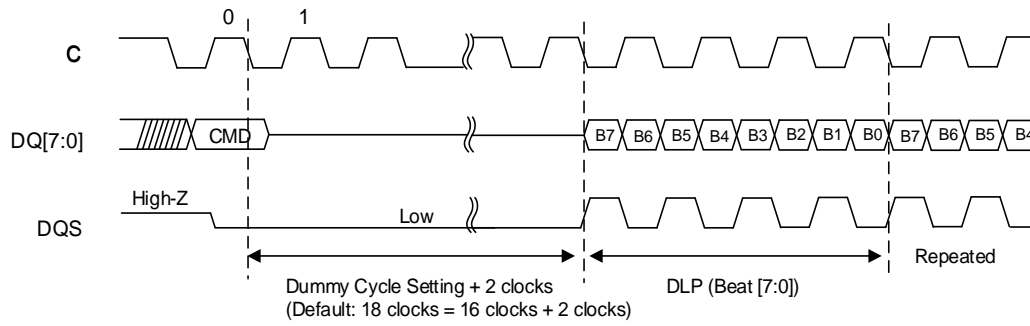 0 1
C
DQ[7:0] CMD B7 B6 B5 B4 B3 B2 B1 B0 B7 B6 B5 B4
High-Z
Low
DQS
Repeated
Dummy Cycle Setting + 2 clocks DLP (Beat [7:0])
(Default: 18 clocks = 16 clocks + 2 clocks)